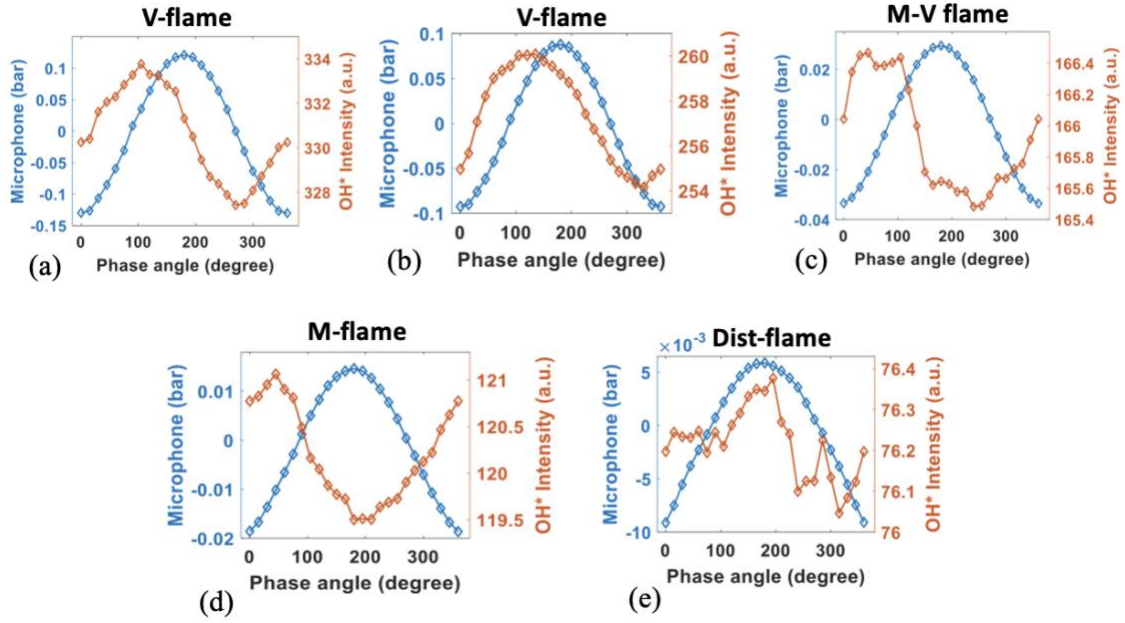 V-flame
Microphone (bar)
0.1
0.05
0
-0.05
-0.1
-0.15
334
332
330
328
OH* Intensity (a.u.)
0 100 200 300
Phase angle (degree)
(a)
V-flame
Microphone (bar)
0.1
0.05
0
-0.05
-0.1
260
258
256
254
OH* Intensity (a.u.)
0 100 200 300
Phase angle (degree)
(b)
M-V flame
Microphone (bar)
0.02
0
-0.02
-0.04
166.4
166.2
166
165.8
165.6
165.4
OH* Intensity (a.u.)
0 100 200 300
Phase angle (degree)
(c)
M-flame
Microphone (bar)
0.01
0
-0.01
-0.02
121
120.5
120
119.5
OH* Intensity (a.u.)
0 100 200 300
Phase angle (degree)
(d)
Dist-flame
×10⁻³
Microphone (bar)
5
0
-5
-10
76.4
76.3
76.2
76.1
76
OH* Intensity (a.u.)
0 100 200 300
Phase angle (degree)
(e)